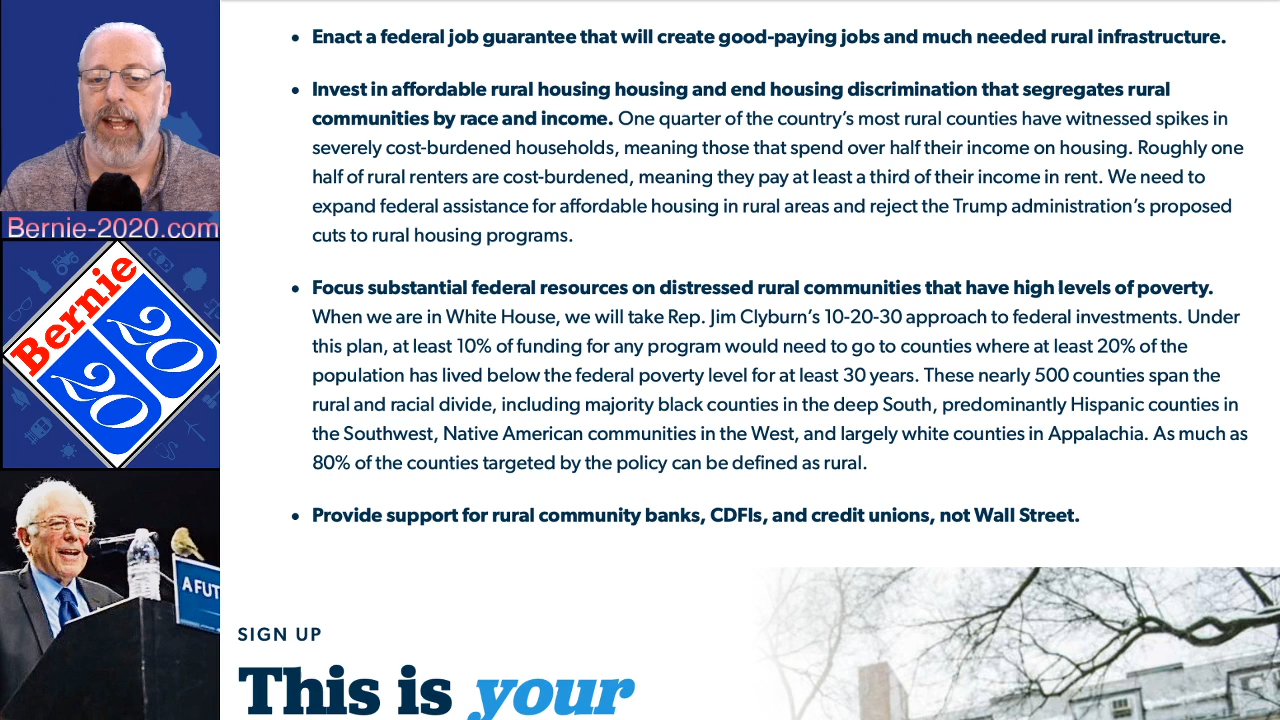 Bernie-2020.com
Bernie
20
20
A FUT
• Enact a federal job guarantee that will create good-paying jobs and much needed rural infrastructure.
• Invest in affordable rural housing housing and end housing discrimination that segregates rural
communities by race and income. One quarter of the country’s most rural counties have witnessed spikes in
severely cost-burdened households, meaning those that spend over half their income on housing. Roughly one
half of rural renters are cost-burdened, meaning they pay at least a third of their income in rent. We need to
expand federal assistance for affordable housing in rural areas and reject the Trump administration’s proposed
cuts to rural housing programs.
• Focus substantial federal resources on distressed rural communities that have high levels of poverty.
When we are in White House, we will take Rep. Jim Clyburn’s 10-20-30 approach to federal investments. Under
this plan, at least 10% of funding for any program would need to go to counties where at least 20% of the
population has lived below the federal poverty level for at least 30 years. These nearly 500 counties span the
rural and racial divide, including majority black counties in the deep South, predominantly Hispanic counties in
the Southwest, Native American communities in the West, and largely white counties in Appalachia. As much as
80% of the counties targeted by the policy can be defined as rural.
• Provide support for rural community banks, CDFIs, and credit unions, not Wall Street.
SIGN UP
This is your